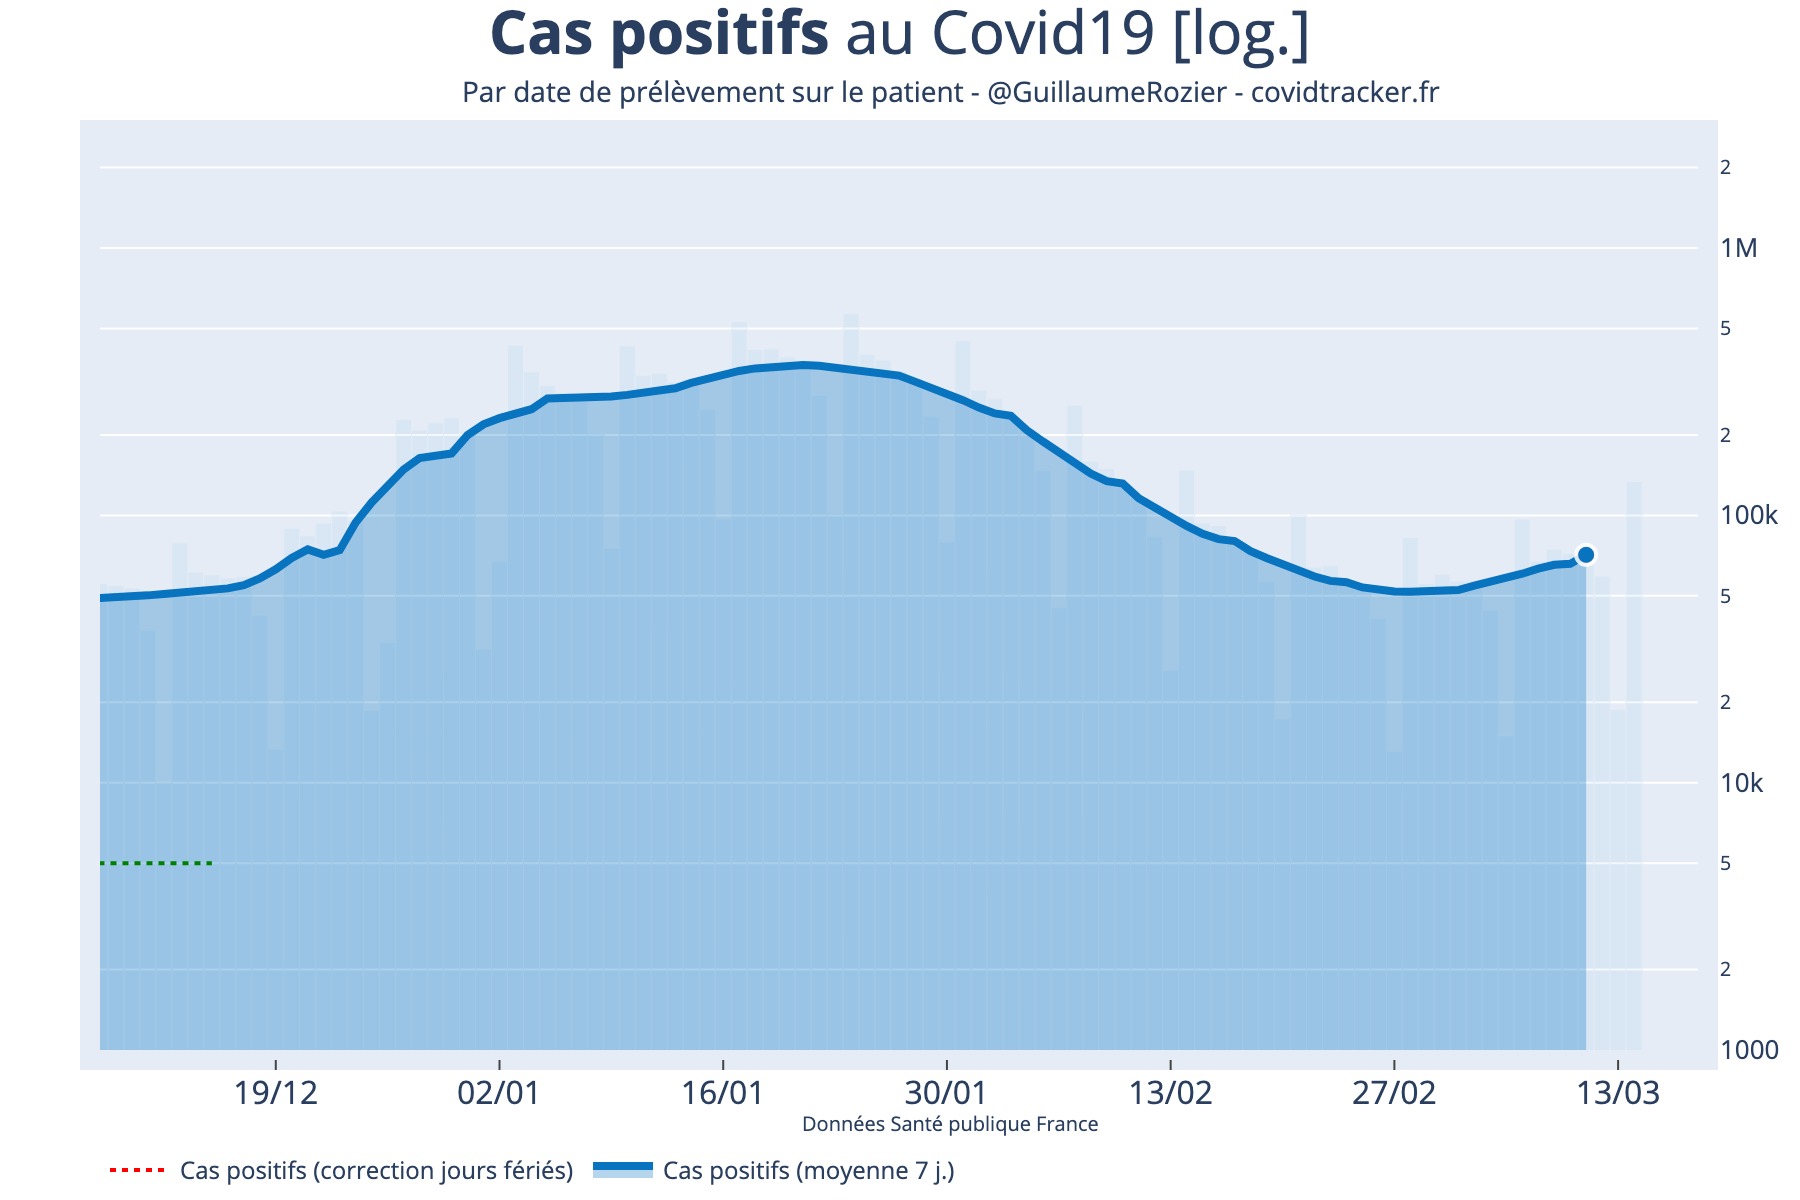 Cas positifs au Covid19 [log.]
Par date de prélèvement sur le patient - @GuillaumeRozier - covidtracker.fr
2
1M
5
2
100k
5
2
10k
5
2
1000
19/12 02/01 16/01 30/01 13/02 27/02 13/03
Données Santé publique France
Cas positifs (correction jours fériés) Cas positifs (moyenne 7 j.)